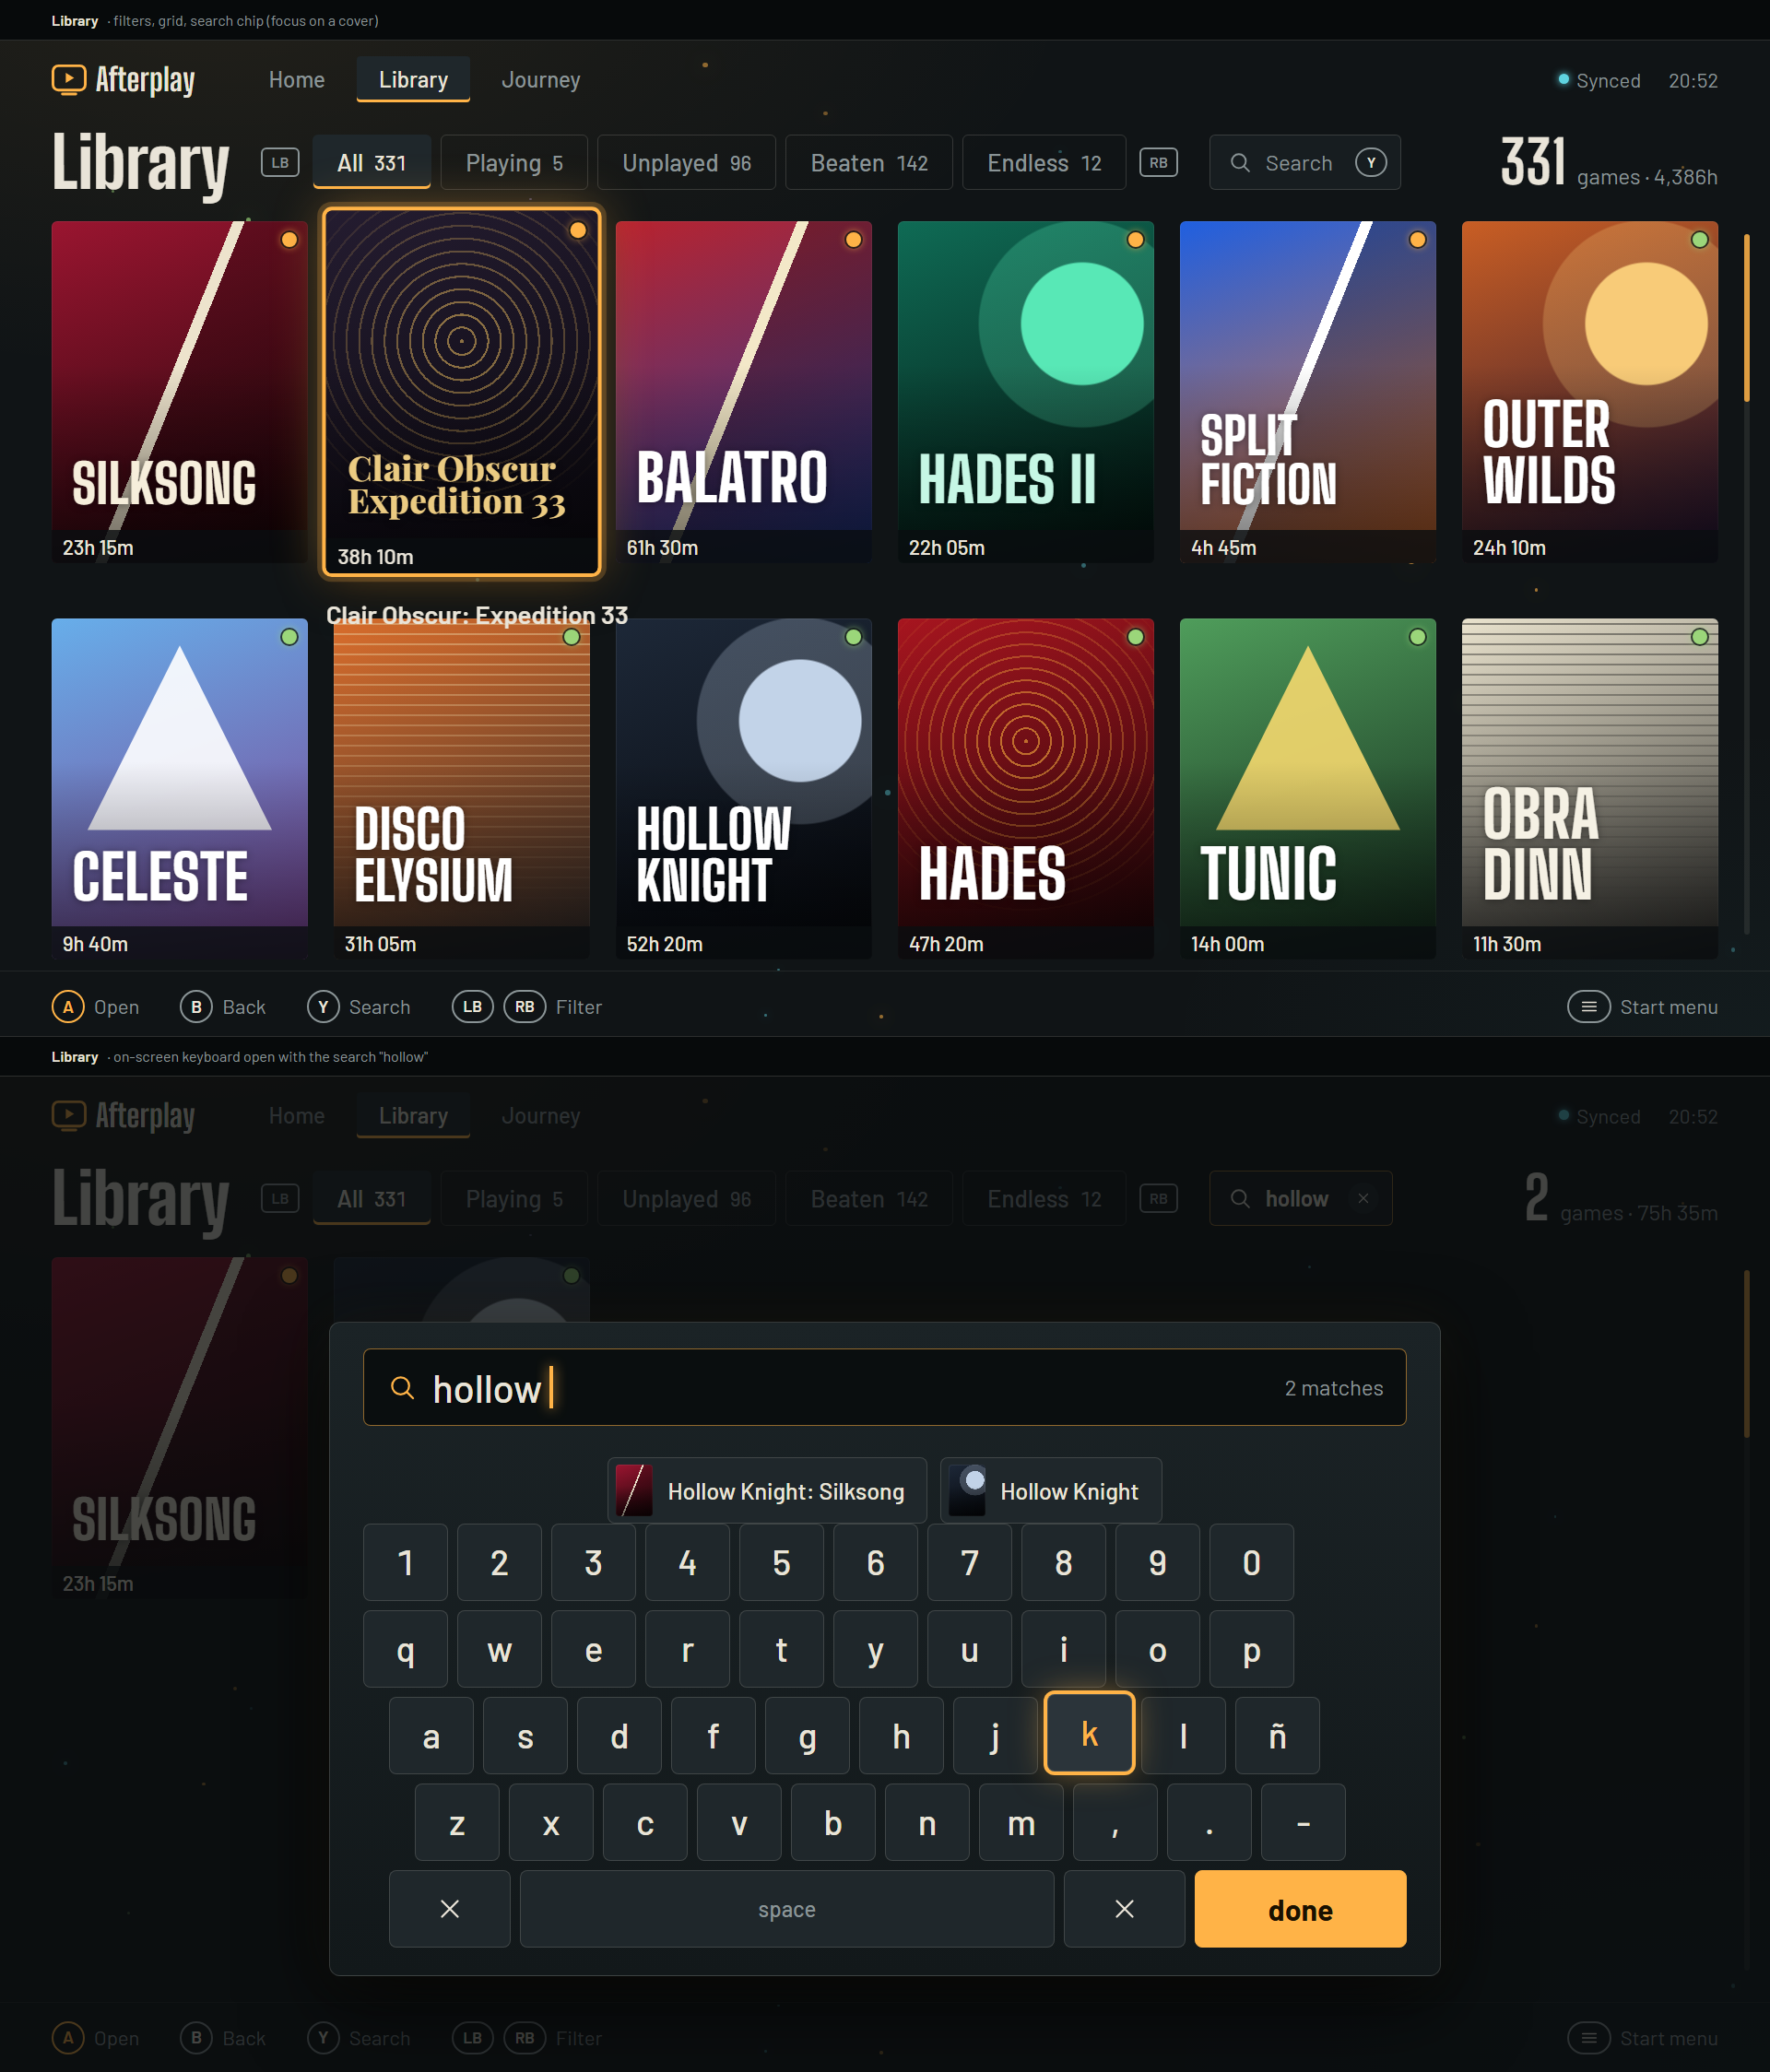 Library · filters, grid, search chip (focus on a cover)
Afterplay Home Library Journey Synced 20:52
Library LB All 331 Playing 5 Unplayed 96 Beaten 142 Endless 12 RB Search Y 331 games · 4,386h
SILKSONG
23h 15m
Clair Obscur
Expedition 33
38h 10m
BALATRO
61h 30m
HADES II
22h 05m
SPLIT
FICTION
4h 45m
OUTER
WILDS
24h 10m
Clair Obscur: Expedition 33
CELESTE
9h 40m
DISCO
ELYSIUM
31h 05m
HOLLOW
KNIGHT
52h 20m
HADES
47h 20m
TUNIC
14h 00m
OBRA
DINN
11h 30m
A Open B Back Y Search LB RB Filter Start menu
Library · on-screen keyboard open with the search "hollow"
Afterplay Home Library Journey Synced 20:52
Library LB All 331 Playing 5 Unplayed 96 Beaten 142 Endless 12 RB hollow 2 games · 75h 35m
SILKSONG
23h 15m
hollow 2 matches
Hollow Knight: Silksong Hollow Knight
1 2 3 4 5 6 7 8 9 0
q w e r t y u i o p
a s d f g h j k l ñ
z x c v b n m , . -
space done
A Open B Back Y Search LB RB Filter Start menu